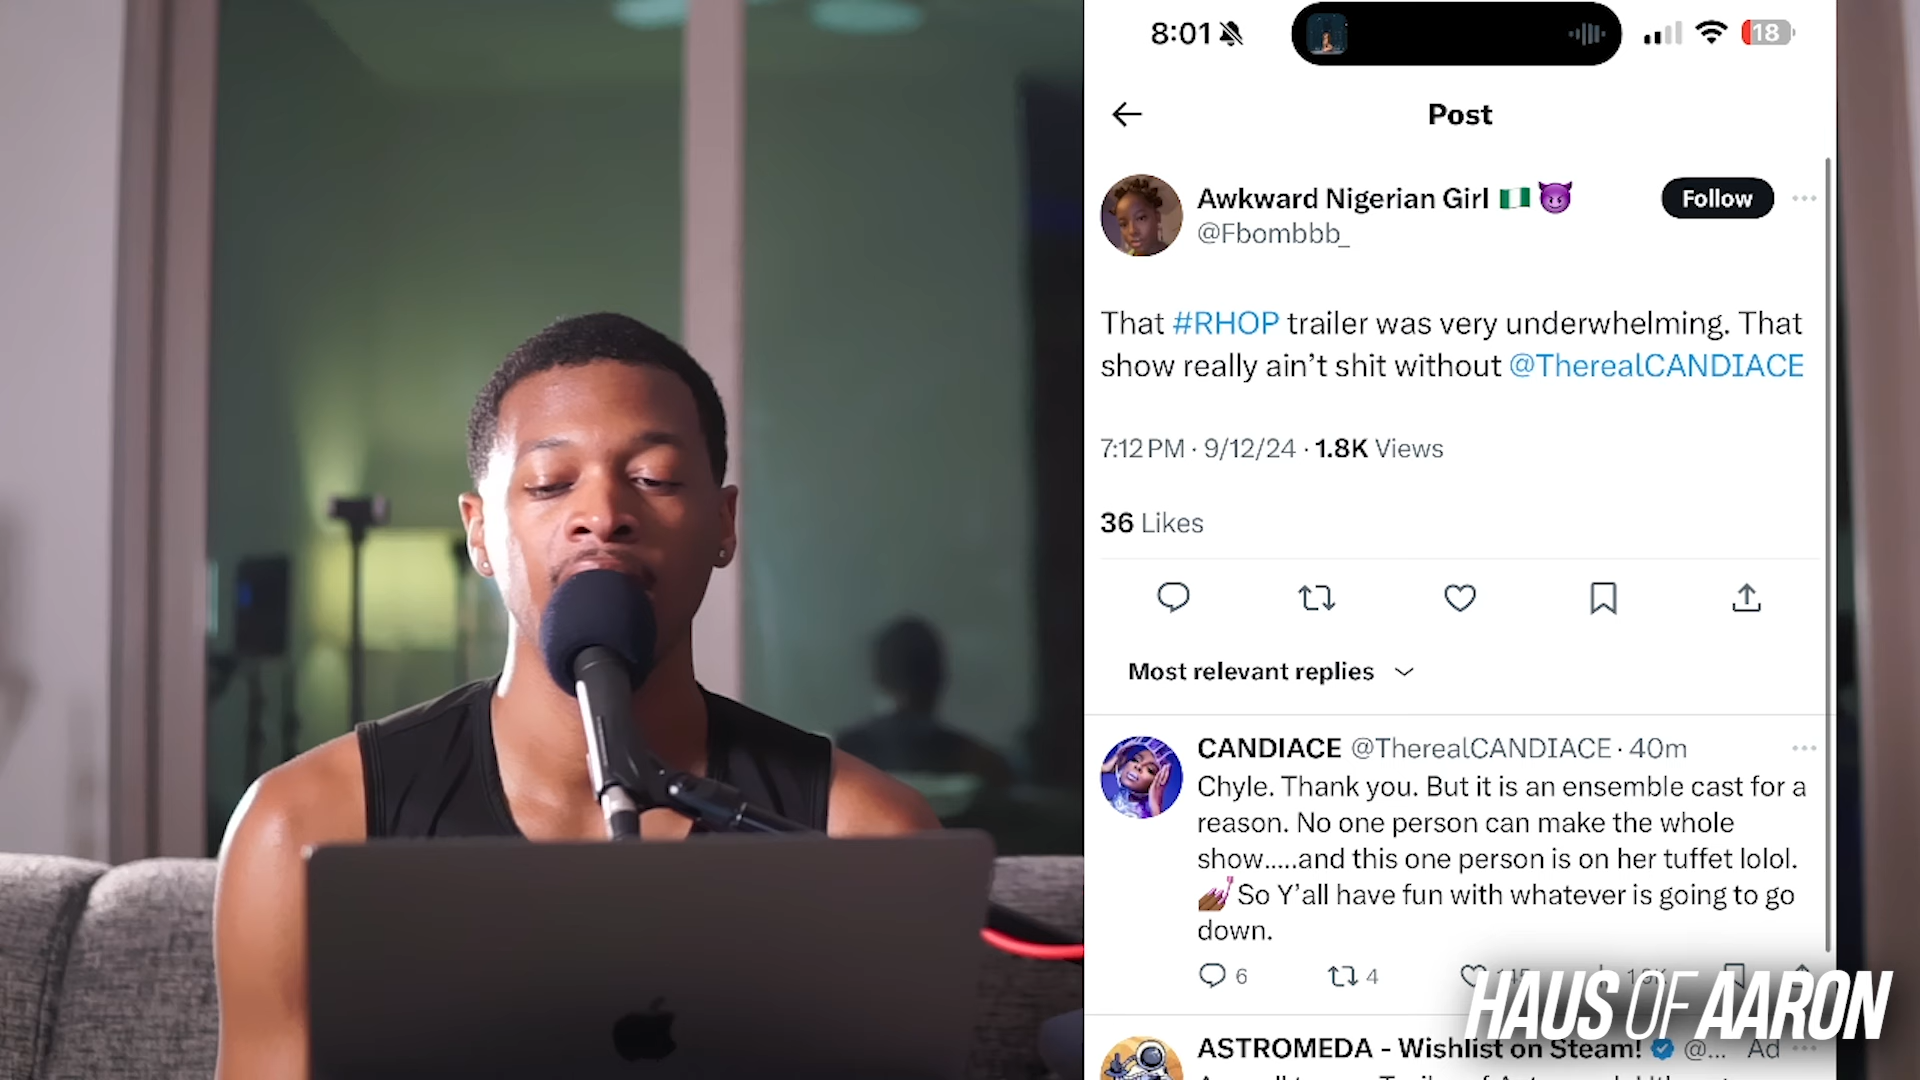 8:01
18
Post
Awkward Nigerian Girl 🇳🇬😈
@Fbombbb_
Follow
That #RHOP trailer was very underwhelming. That
show really ain’t shit without @TherealCANDIACE
7:12 PM · 9/12/24 · 1.8K Views
36 Likes
Most relevant replies
CANDIACE @TherealCANDIACE · 40m
Chyle. Thank you. But it is an ensemble cast for a
reason. No one person can make the whole
show.....and this one person is on her tuffet lolol.
💅🏾 So Y’all have fun with whatever is going to go
down.
6 4
HAUS OF AARON
ASTROMEDA - Wishlist on Steam! @... Ad